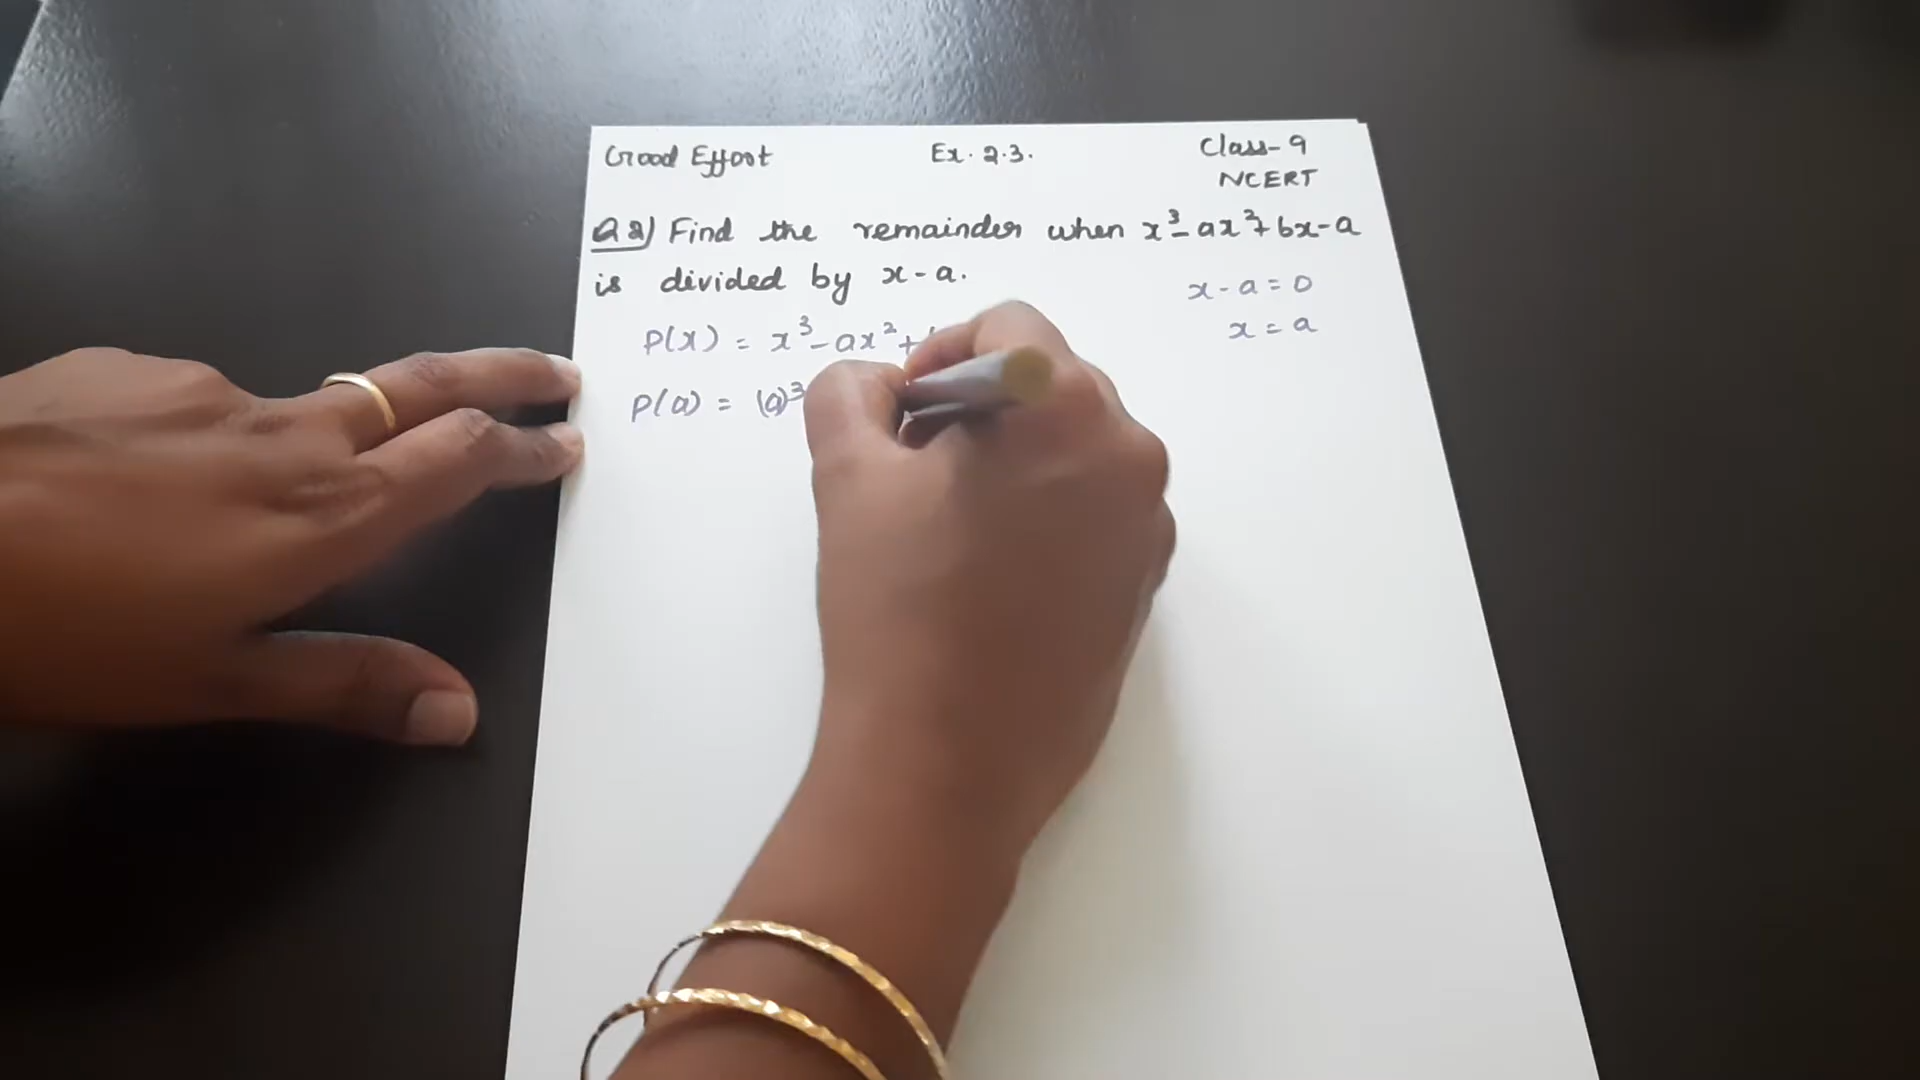 Good Effort Ex. 2.3. Class-9
NCERT
Q2) Find the remainder when x³-ax²+6x-a
is divided by x-a.
x-a=0
P(x) = x³-ax²+
x=a
P(a) = (a)³